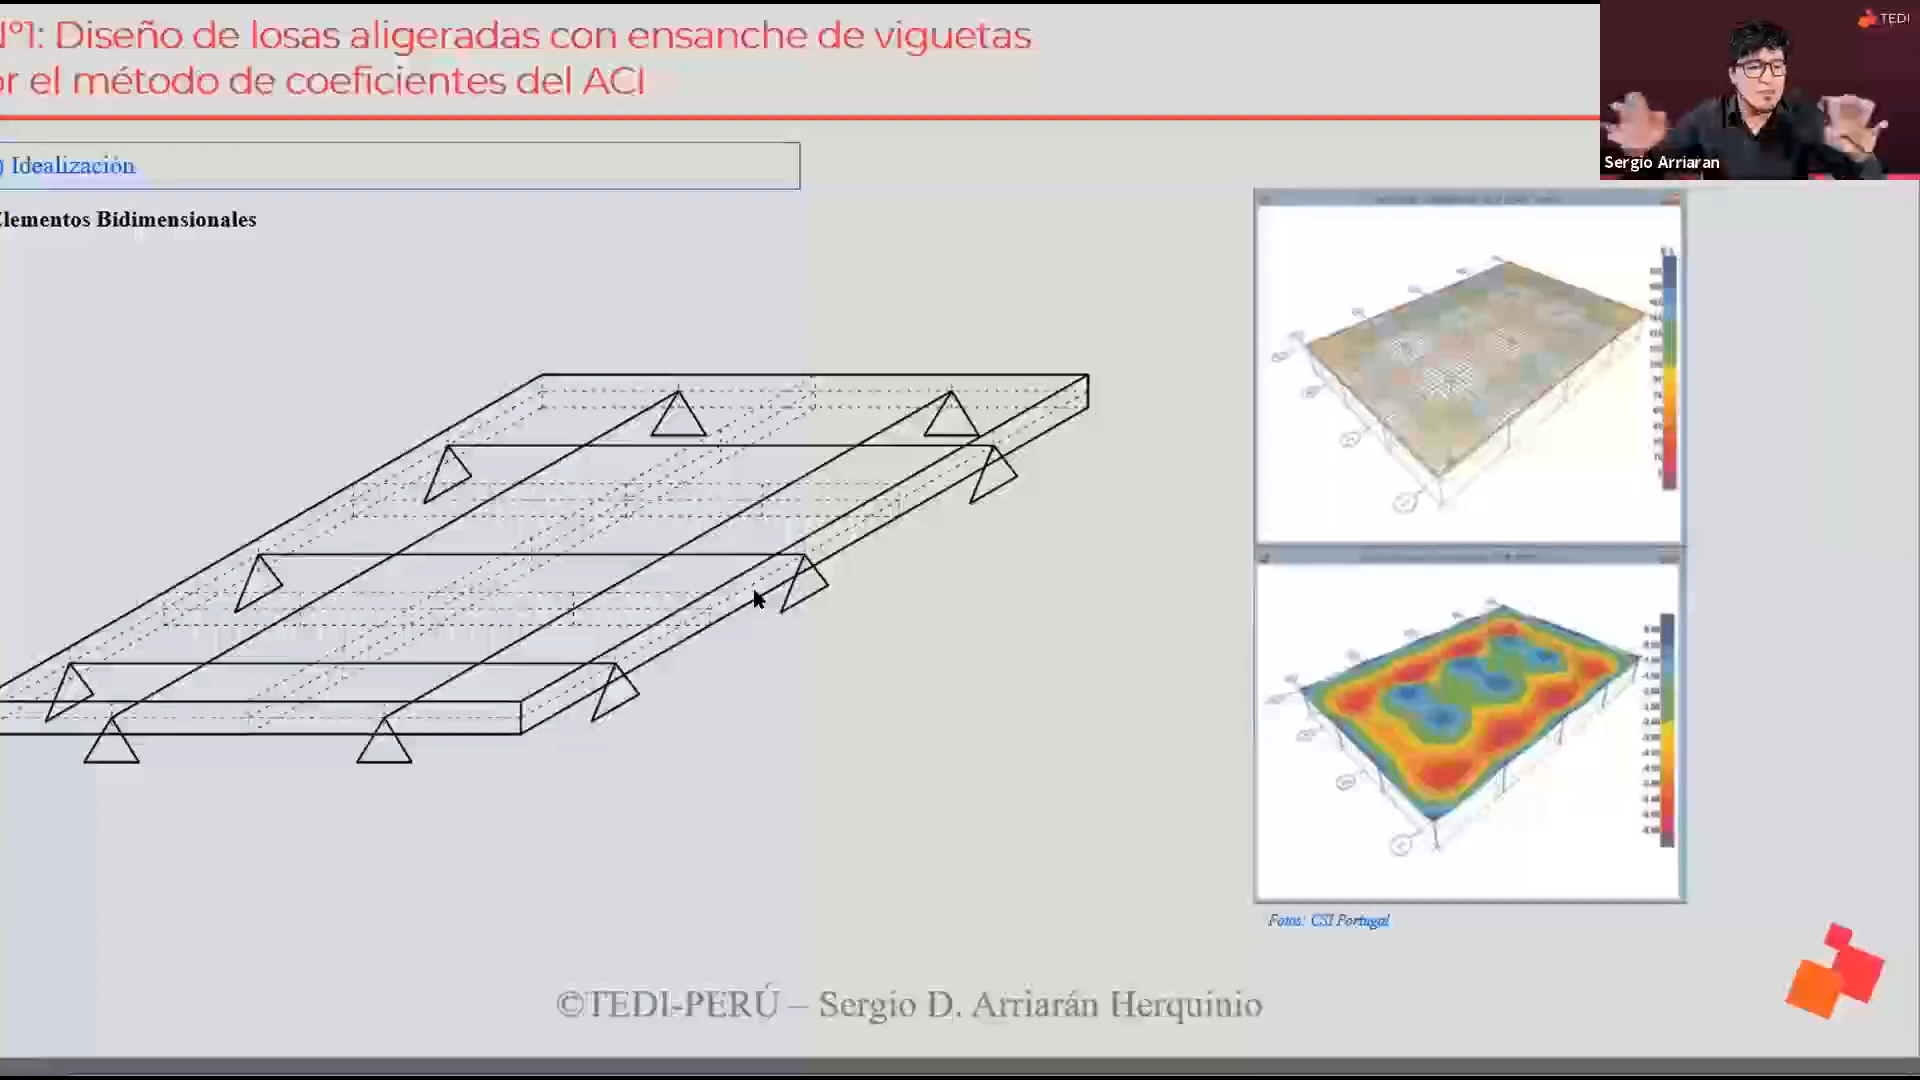 N°1: Diseño de losas aligeradas con ensanche de viguetas
or el método de coeficientes del ACI
TEDI
Sergio Arriaran
) Idealización
Elementos Bidimensionales
Fotos: CSI Portugal
©TEDI-PERÚ – Sergio D. Arriarán Herquinio